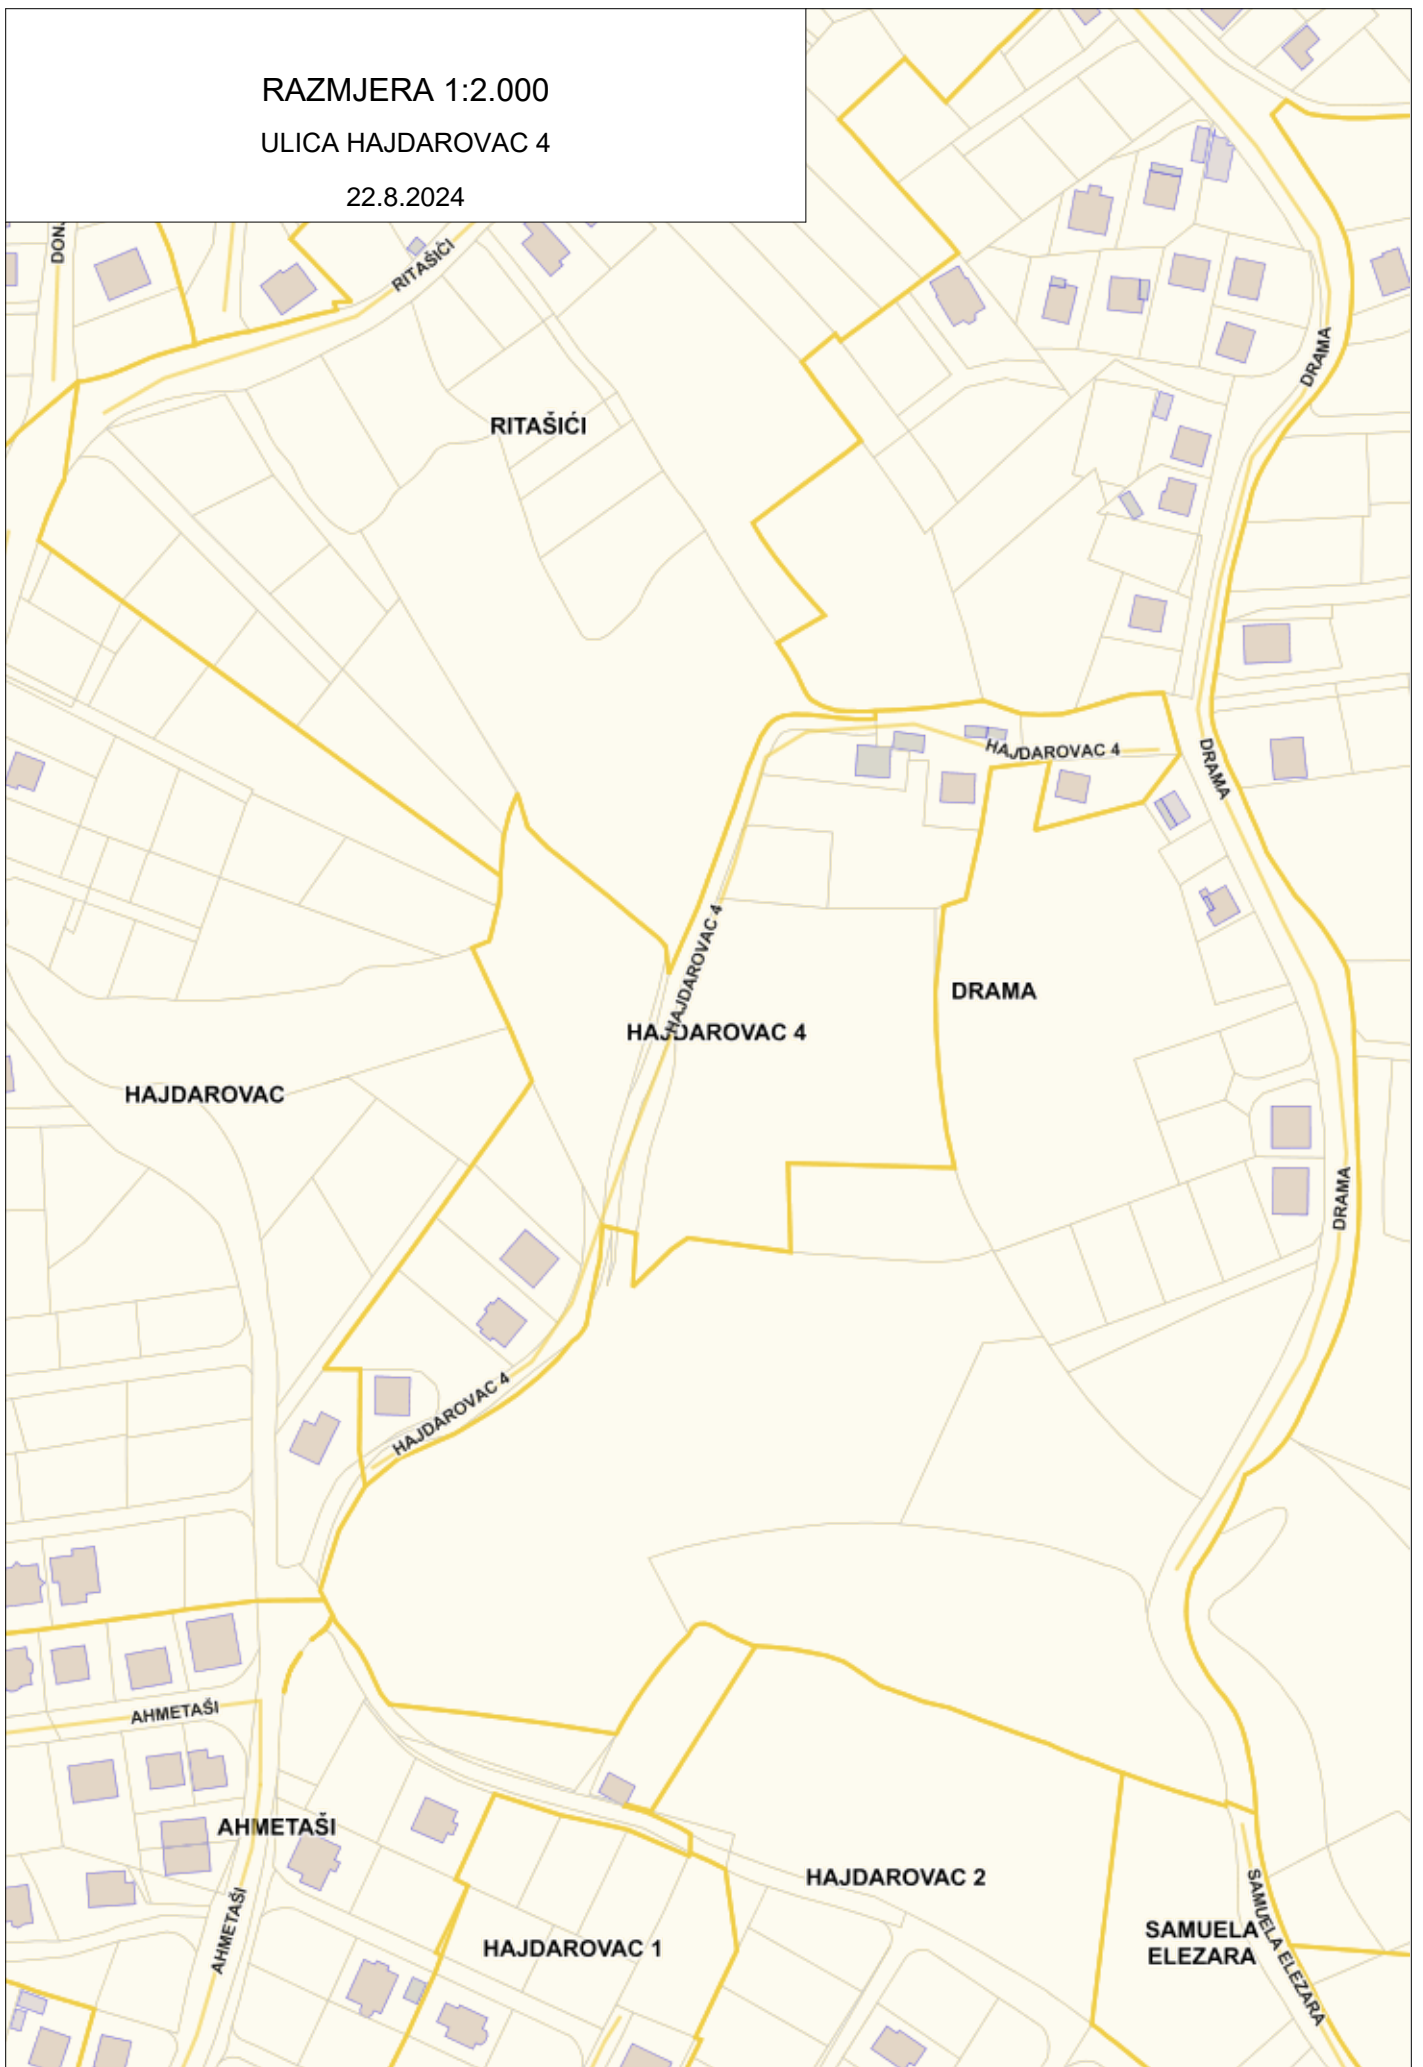 RAZMJERA 1:2.000
ULICA HAJDAROVAC 4
22.8.2024
RITAŠIĆI
DRAMA
RITAŠIĆI
HAJDAROVAC 4
DRAMA
HAJDAROVAC 4
DRAMA
HAJDAROVAC 4
HAJDAROVAC
DRAMA
HAJDAROVAC 4
AHMETAŠI
AHMETAŠI
HAJDAROVAC 2
SAMUELA
ELEZARA
SAMUELA ELEZARA
AHMETAŠI
HAJDAROVAC 1